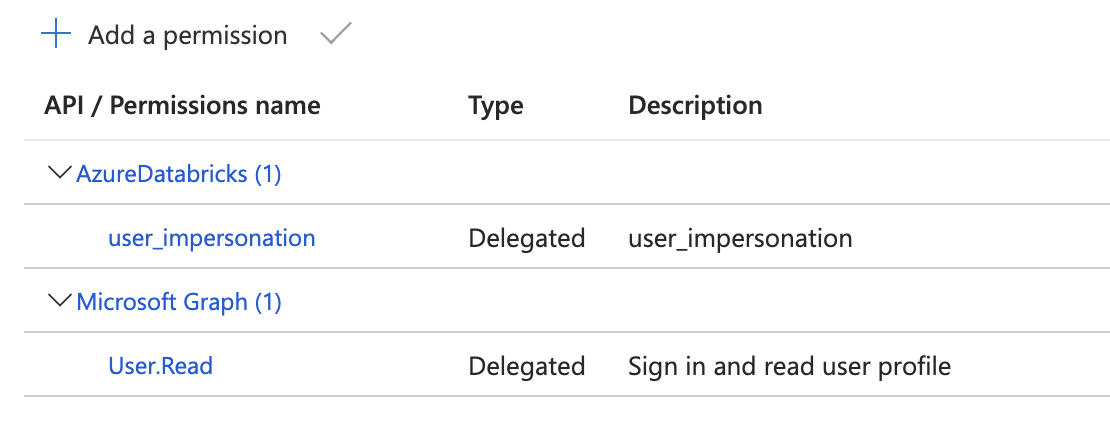 Add a permission
API / Permissions name Type Description
AzureDatabricks (1)
user_impersonation Delegated user_impersonation
Microsoft Graph (1)
User.Read Delegated Sign in and read user profile